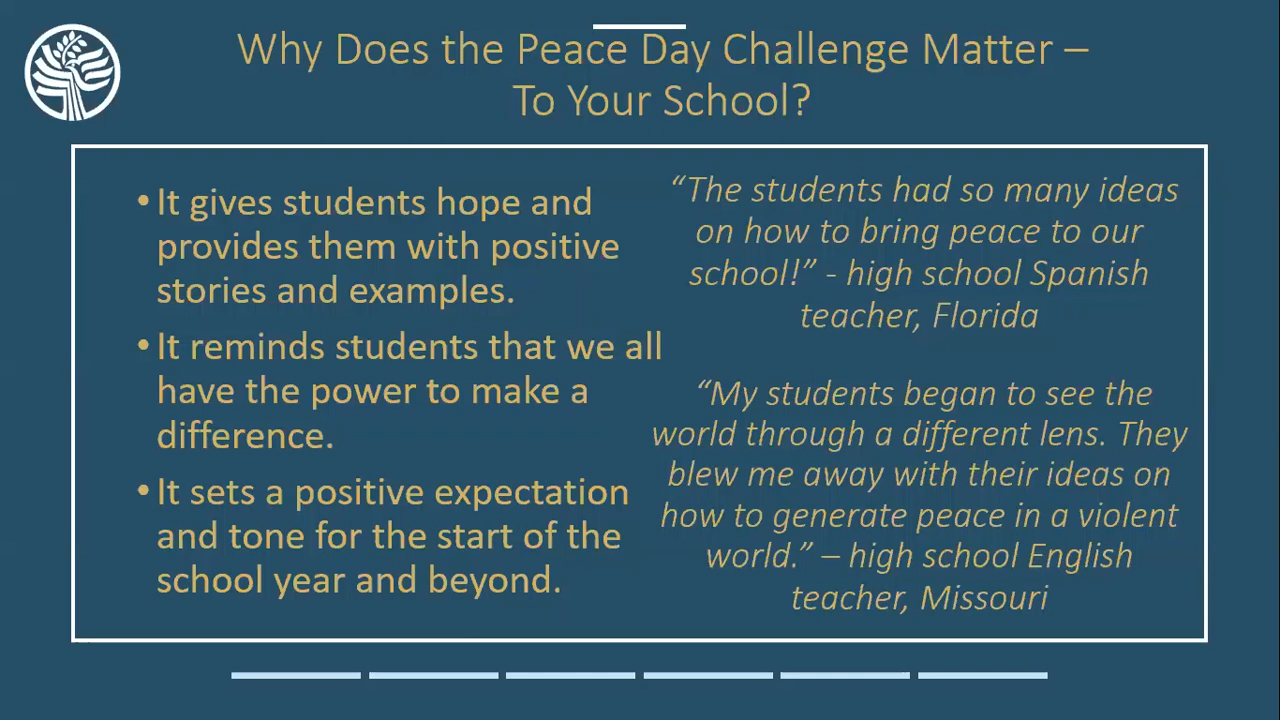 Why Does the Peace Day Challenge Matter –
To Your School?
• It gives students hope and
provides them with positive
stories and examples.
• It reminds students that we all
have the power to make a
difference.
• It sets a positive expectation
and tone for the start of the
school year and beyond.
“The students had so many ideas
on how to bring peace to our
school!” - high school Spanish
teacher, Florida
“My students began to see the
world through a different lens. They
blew me away with their ideas on
how to generate peace in a violent
world.” – high school English
teacher, Missouri